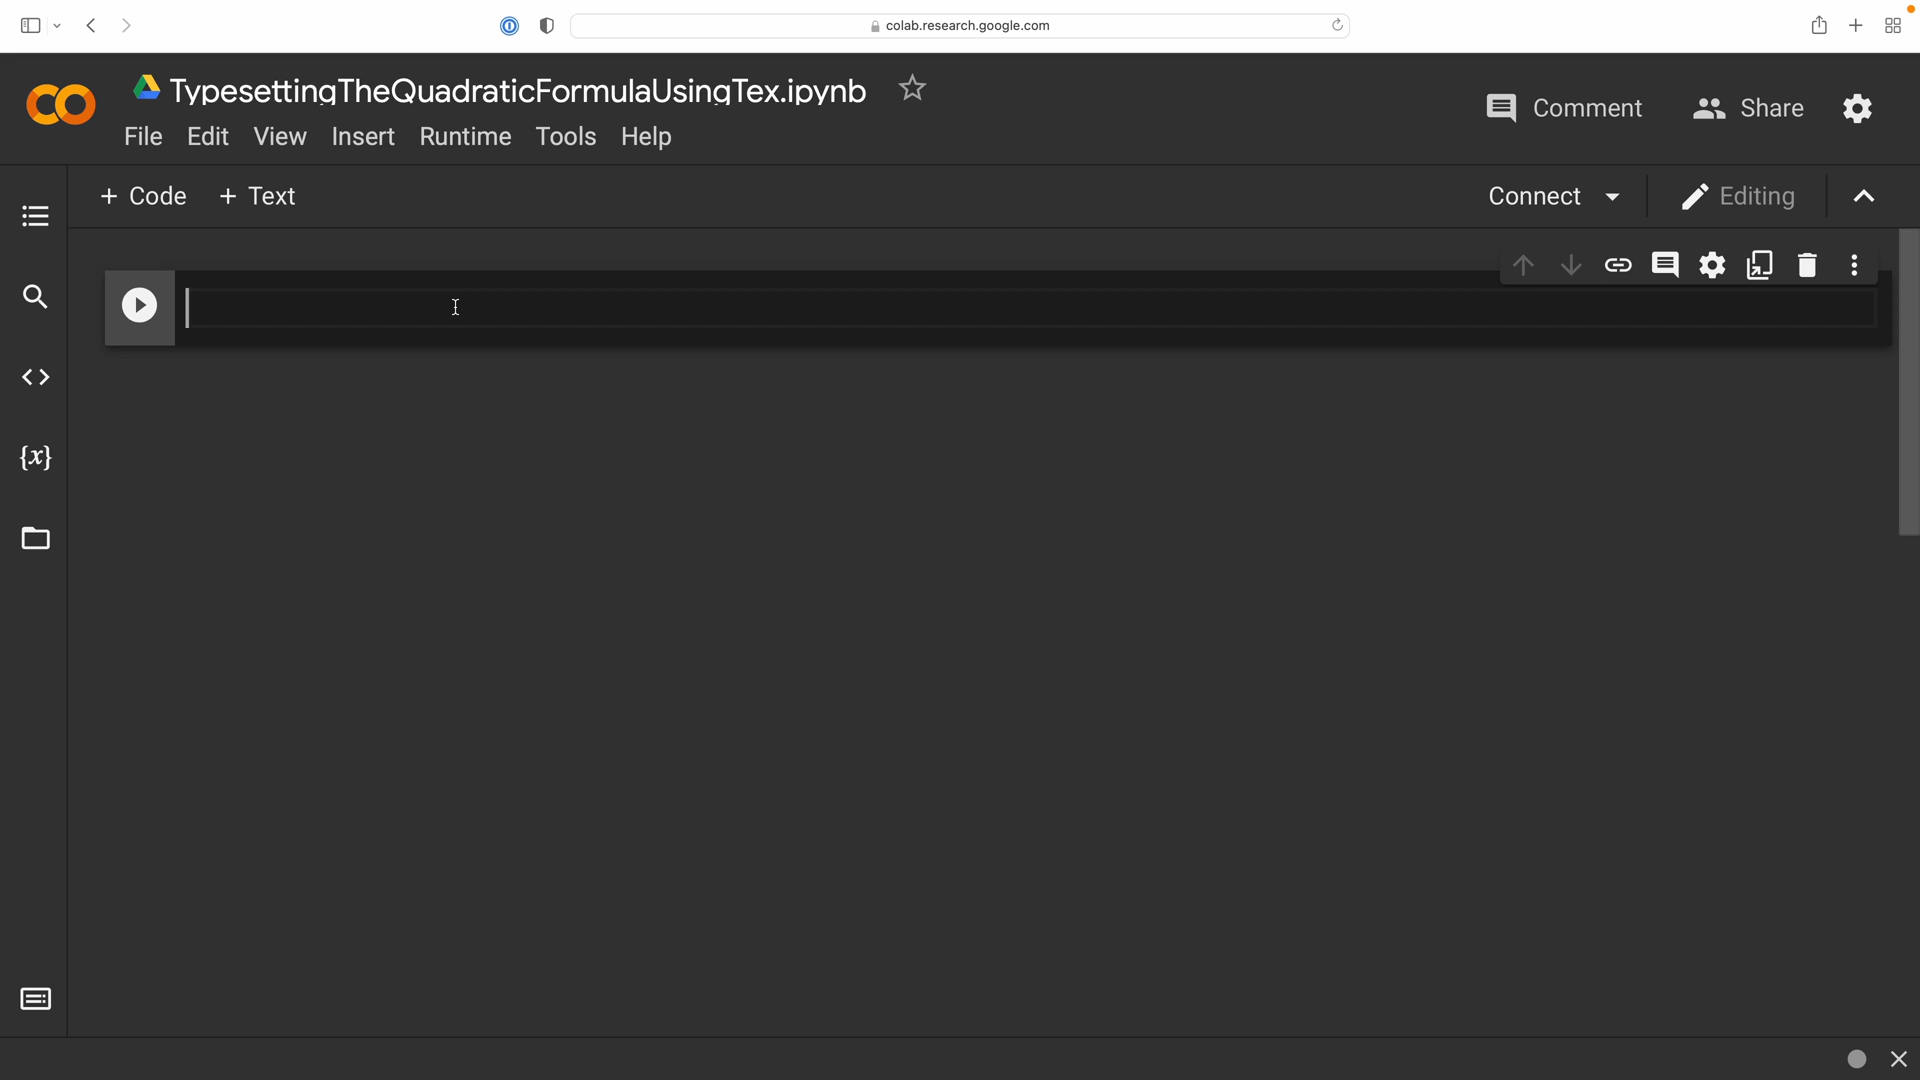 colab.research.google.com
TypesettingTheQuadraticFormulaUsingTex.ipynb
Comment
Share
File Edit View Insert Runtime Tools Help
+ Code + Text
Connect
Editing
{x}